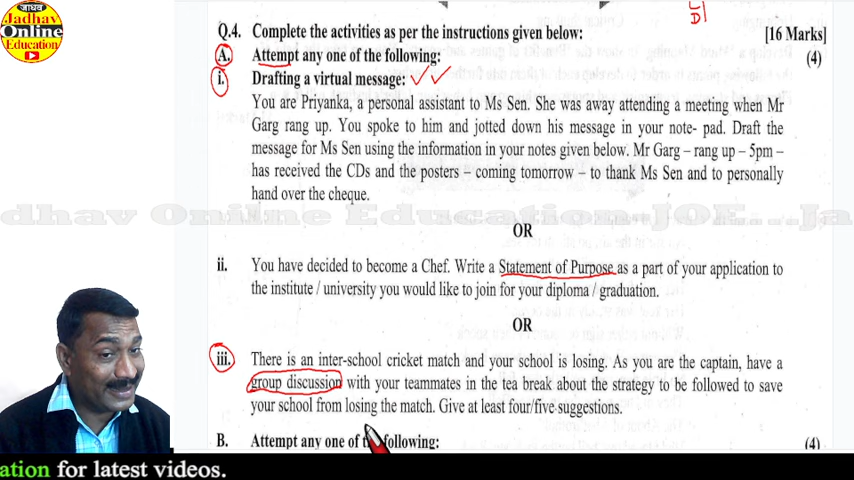 जाधव
Jadhav
Online
Education
Q.4. Complete the activities as per the instructions given below: [16 Marks]
A. Attempt any one of the following: (4)
i. Drafting a virtual message:
You are Priyanka, a personal assistant to Ms Sen. She was away attending a meeting when Mr
Garg rang up. You spoke to him and jotted down his message in your note- pad. Draft the
message for Ms Sen using the information in your notes given below. Mr Garg – rang up – 5pm –
has received the CDs and the posters – coming tomorrow – to thank Ms Sen and to personally
hand over the cheque.
OR
ii. You have decided to become a Chef. Write a Statement of Purpose as a part of your application to
the institute / university you would like to join for your diploma / graduation.
OR
iii. There is an inter-school cricket match and your school is losing. As you are the captain, have a
group discussion with your teammates in the tea break about the strategy to be followed to save
your school from losing the match. Give at least four/five suggestions.
B. Attempt any one of the following: (4)
ation for latest videos.